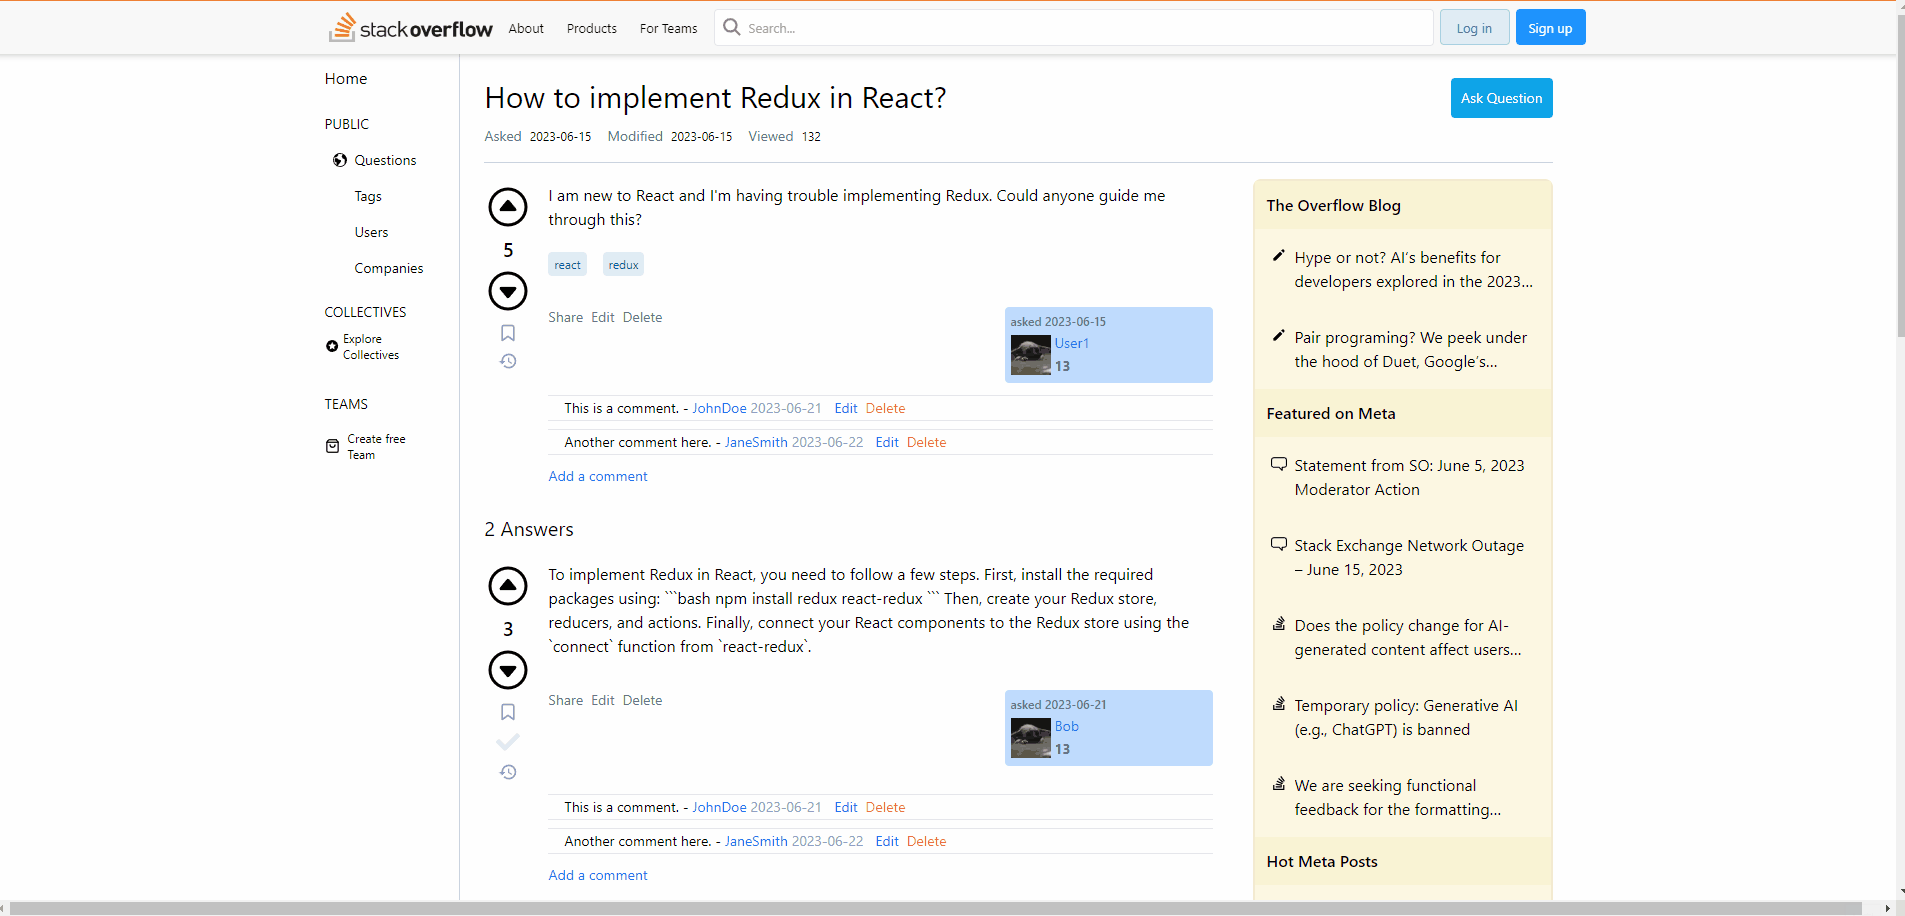 stack overflow About Products For Teams Search... Log in Sign up
Home
PUBLIC
Questions
Tags
Users
Companies
COLLECTIVES
Explore
Collectives
TEAMS
Create free
Team
How to implement Redux in React?
Ask Question
Asked 2023-06-15 Modified 2023-06-15 Viewed 132
I am new to React and I'm having trouble implementing Redux. Could anyone guide me
through this?
5
react redux
Share Edit Delete
asked 2023-06-15
User1
13
This is a comment. - JohnDoe 2023-06-21 Edit Delete
Another comment here. - JaneSmith 2023-06-22 Edit Delete
Add a comment
2 Answers
To implement Redux in React, you need to follow a few steps. First, install the required
packages using: ```bash npm install redux react-redux ``` Then, create your Redux store,
reducers, and actions. Finally, connect your React components to the Redux store using the
`connect` function from `react-redux`.
3
Share Edit Delete
asked 2023-06-21
Bob
13
This is a comment. - JohnDoe 2023-06-21 Edit Delete
Another comment here. - JaneSmith 2023-06-22 Edit Delete
Add a comment
The Overflow Blog
Hype or not? AI’s benefits for
developers explored in the 2023...
Pair programing? We peek under
the hood of Duet, Google’s...
Featured on Meta
Statement from SO: June 5, 2023
Moderator Action
Stack Exchange Network Outage
– June 15, 2023
Does the policy change for AI-
generated content affect users...
Temporary policy: Generative AI
(e.g., ChatGPT) is banned
We are seeking functional
feedback for the formatting...
Hot Meta Posts